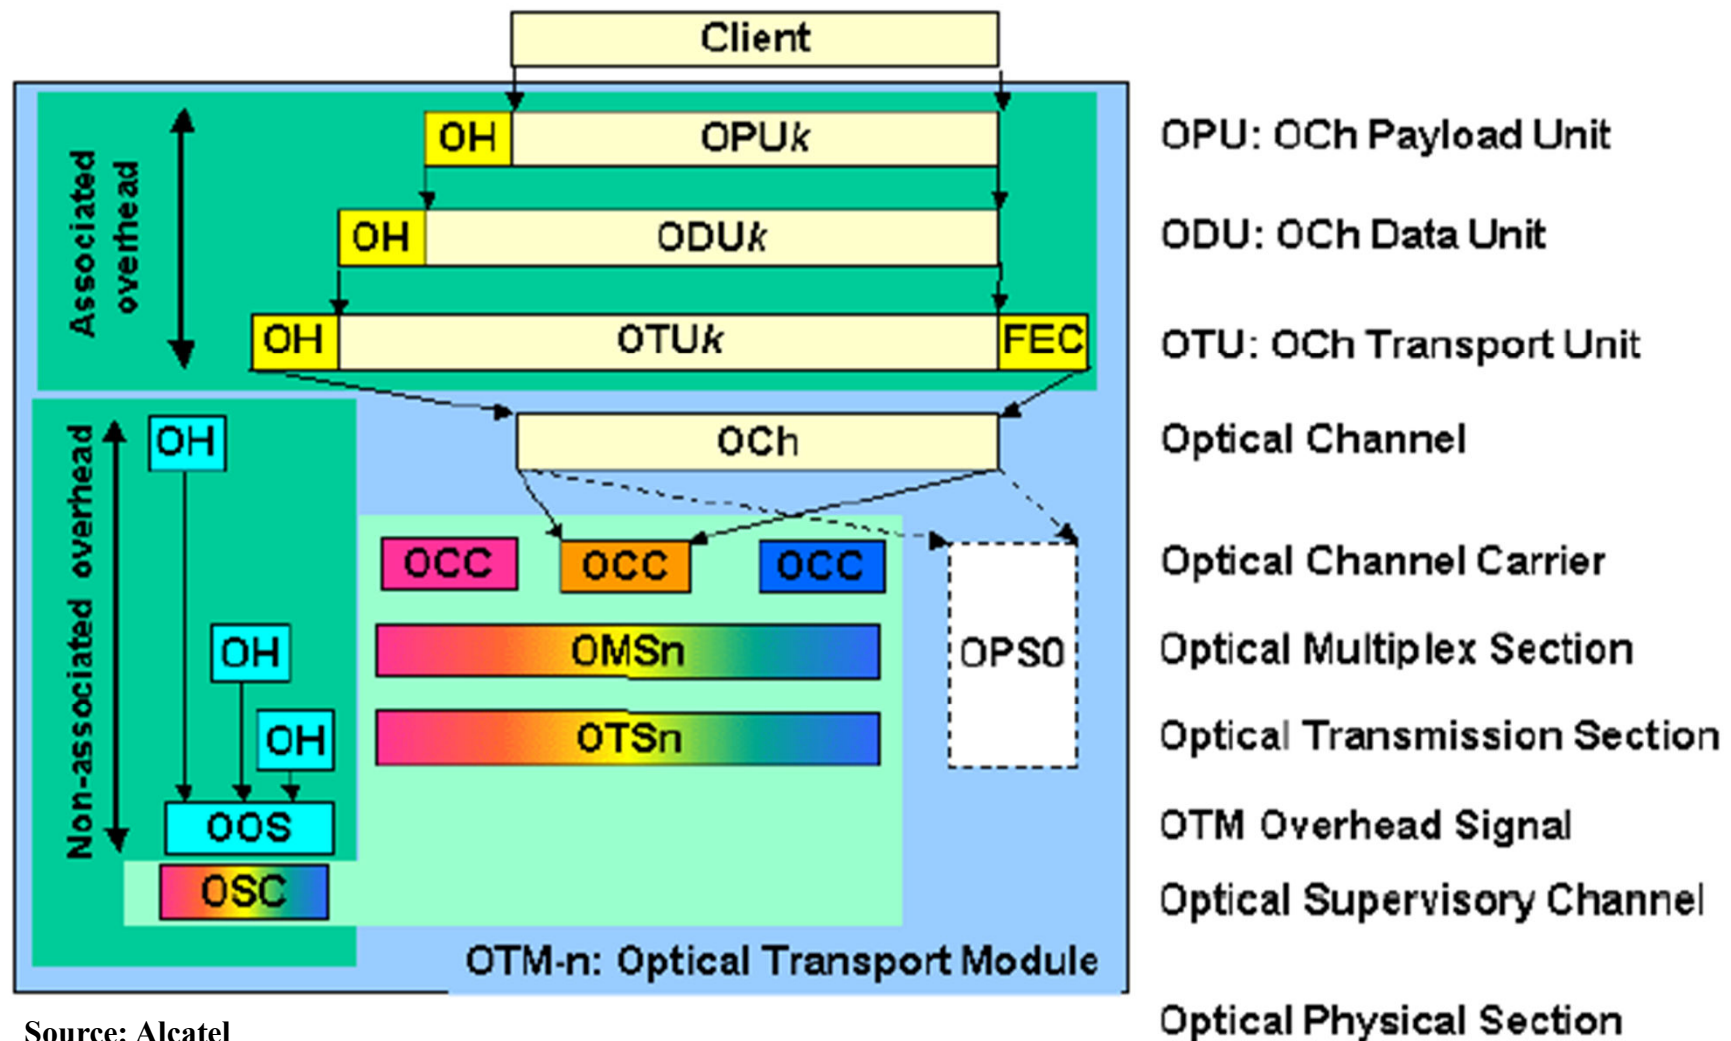 Client
OH OPUk OPU: OCh Payload Unit
Associated overhead
OH ODUk ODU: OCh Data Unit
OH OTUk FEC OTU: OCh Transport Unit
OH OCh Optical Channel
Non-associated overhead
OCC OCC OCC Optical Channel Carrier
OH OMSn OPS0 Optical Multiplex Section
OH OTSn Optical Transmission Section
OOS OTM Overhead Signal
OSC Optical Supervisory Channel
OTM-n: Optical Transport Module
Source: Alcatel Optical Physical Section